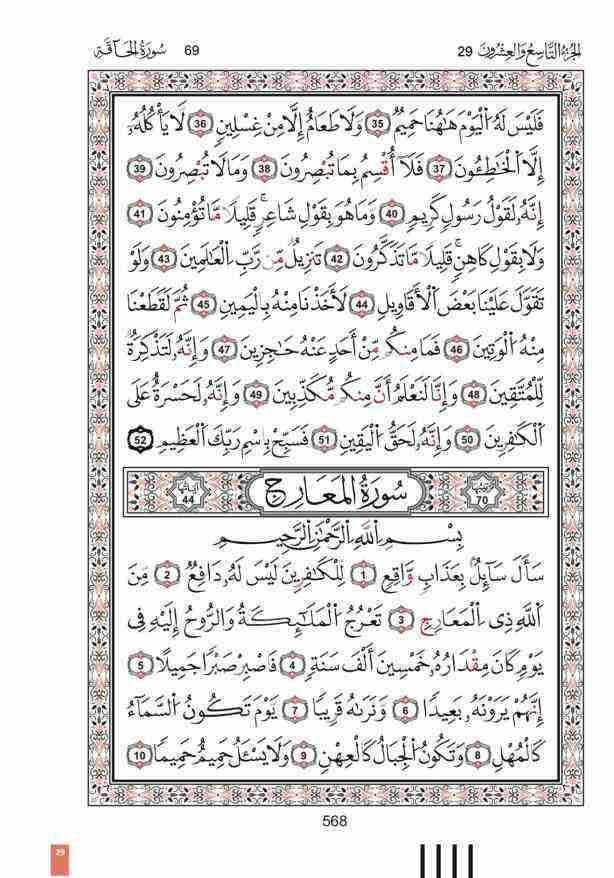 الجزء التاسع والعشرون 29
69 سورة الحاقة
فَلَيْسَ لَهُ ٱلْيَوْمَ هَٰهُنَا حَمِيمٌ 35 وَلَا طَعَامٌ إِلَّا مِنْ غِسْلِينٍ 36 لَّا يَأْكُلُهُۥٓ
إِلَّا ٱلْخَٰطِـُٔونَ 37 فَلَآ أُقْسِمُ بِمَا تُبْصِرُونَ 38 وَمَا لَا تُبْصِرُونَ 39
إِنَّهُۥ لَقَوْلُ رَسُولٍ كَرِيمٍ 40 وَمَا هُوَ بِقَوْلِ شَاعِرٍ ۚ قَلِيلًا مَّا تُؤْمِنُونَ 41
وَلَا بِقَوْلِ كَاهِنٍ ۚ قَلِيلًا مَّا تَذَكَّرُونَ 42 تَنزِيلٌ مِّن رَّبِّ ٱلْعَٰلَمِينَ 43 وَلَوْ
تَقَوَّلَ عَلَيْنَا بَعْضَ ٱلْأَقَاوِيلِ 44 لَأَخَذْنَا مِنْهُ بِٱلْيَمِينِ 45 ثُمَّ لَقَطَعْنَا
مِنْهُ ٱلْوَتِينَ 46 فَمَا مِنكُم مِّنْ أَحَدٍ عَنْهُ حَٰجِزِينَ 47 وَإِنَّهُۥ لَتَذْكِرَةٌ
لِّلْمُتَّقِينَ 48 وَإِنَّا لَنَعْلَمُ أَنَّ مِنكُم مُّكَذِّبِينَ 49 وَإِنَّهُۥ لَحَسْرَةٌ عَلَى
ٱلْكَٰفِرِينَ 50 وَإِنَّهُۥ لَحَقُّ ٱلْيَقِينِ 51 فَسَبِّحْ بِٱسْمِ رَبِّكَ ٱلْعَظِيمِ 52
ترتيبها 70 سورة المعارج آياتها 44
بِسْمِ ٱللَّهِ ٱلرَّحْمَٰنِ ٱلرَّحِيمِ
سَأَلَ سَآئِلٌۢ بِعَذَابٍ وَاقِعٍ 1 لِّلْكَٰفِرِينَ لَيْسَ لَهُۥ دَافِعٌ 2 مِّنَ
ٱللَّهِ ذِى ٱلْمَعَارِجِ 3 تَعْرُجُ ٱلْمَلَٰٓئِكَةُ وَٱلرُّوحُ إِلَيْهِ فِى
يَوْمٍ كَانَ مِقْدَارُهُۥ خَمْسِينَ أَلْفَ سَنَةٍ 4 فَٱصْبِرْ صَبْرًا جَمِيلًا 5
إِنَّهُمْ يَرَوْنَهُۥ بَعِيدًا 6 وَنَرَىٰهُ قَرِيبًا 7 يَوْمَ تَكُونُ ٱلسَّمَآءُ
كَٱلْمُهْلِ 8 وَتَكُونُ ٱلْجِبَالُ كَٱلْعِهْنِ 9 وَلَا يَسْـَٔلُ حَمِيمٌ حَمِيمًا 10
568
29